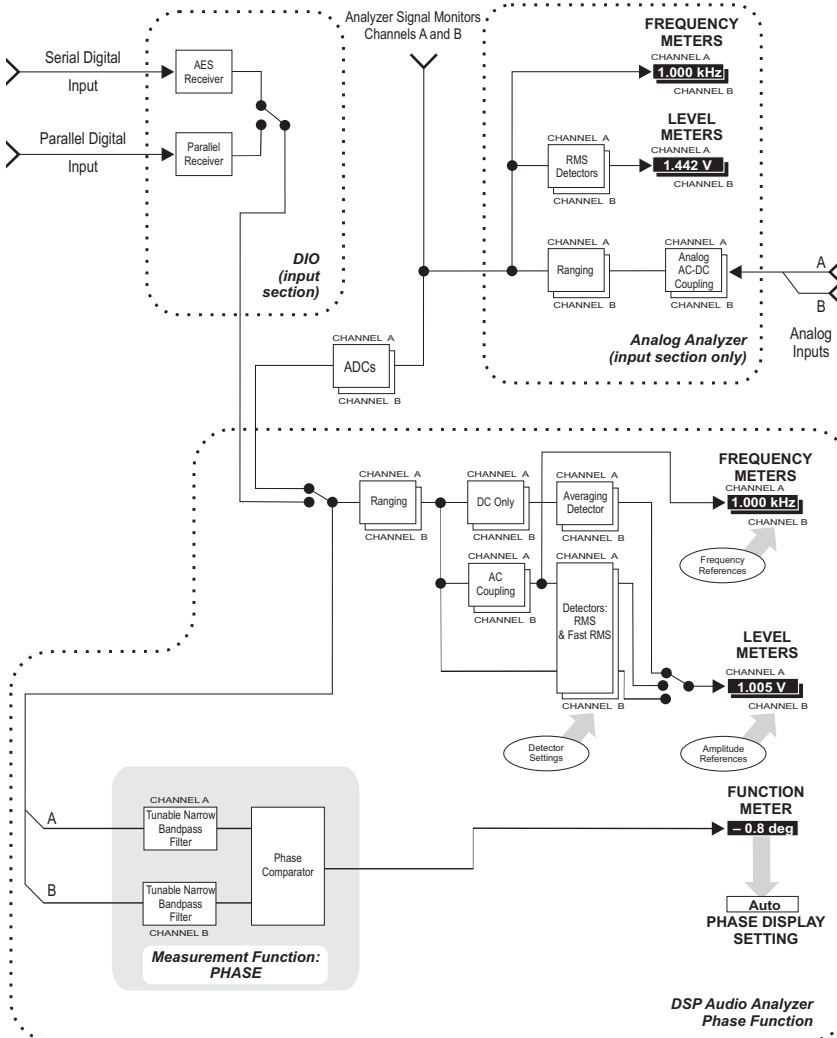 Analyzer Signal Monitors
Channels A and B
Serial Digital
Input
AES
Receiver
Parallel Digital
Input
Parallel
Receiver
DIO
(input
section)
FREQUENCY
METERS
CHANNEL A
1.000 kHz
CHANNEL B
LEVEL
METERS
CHANNEL A
1.442 V
CHANNEL B
CHANNEL A
RMS
Detectors
CHANNEL B
CHANNEL A
Ranging
CHANNEL B
CHANNEL A
Analog
AC-DC
Coupling
CHANNEL B
A
B
Analog
Inputs
Analog Analyzer
(input section only)
CHANNEL A
ADCs
CHANNEL B
CHANNEL A
Ranging
CHANNEL B
CHANNEL A
DC Only
CHANNEL B
CHANNEL A
Averaging
Detector
CHANNEL B
CHANNEL A
AC
Coupling
CHANNEL B
CHANNEL A
Detectors:
RMS
& Fast RMS
CHANNEL B
Detector
Settings
FREQUENCY
METERS
CHANNEL A
1.000 kHz
CHANNEL B
Frequency
References
LEVEL
METERS
CHANNEL A
1.005 V
CHANNEL B
Amplitude
References
A
B
CHANNEL A
Tunable Narrow
Bandpass
Filter
Tunable Narrow
Bandpass
Filter
CHANNEL B
Phase
Comparator
Measurement Function:
PHASE
FUNCTION
METER
– 0.8 deg
Auto
PHASE DISPLAY
SETTING
DSP Audio Analyzer
Phase Function